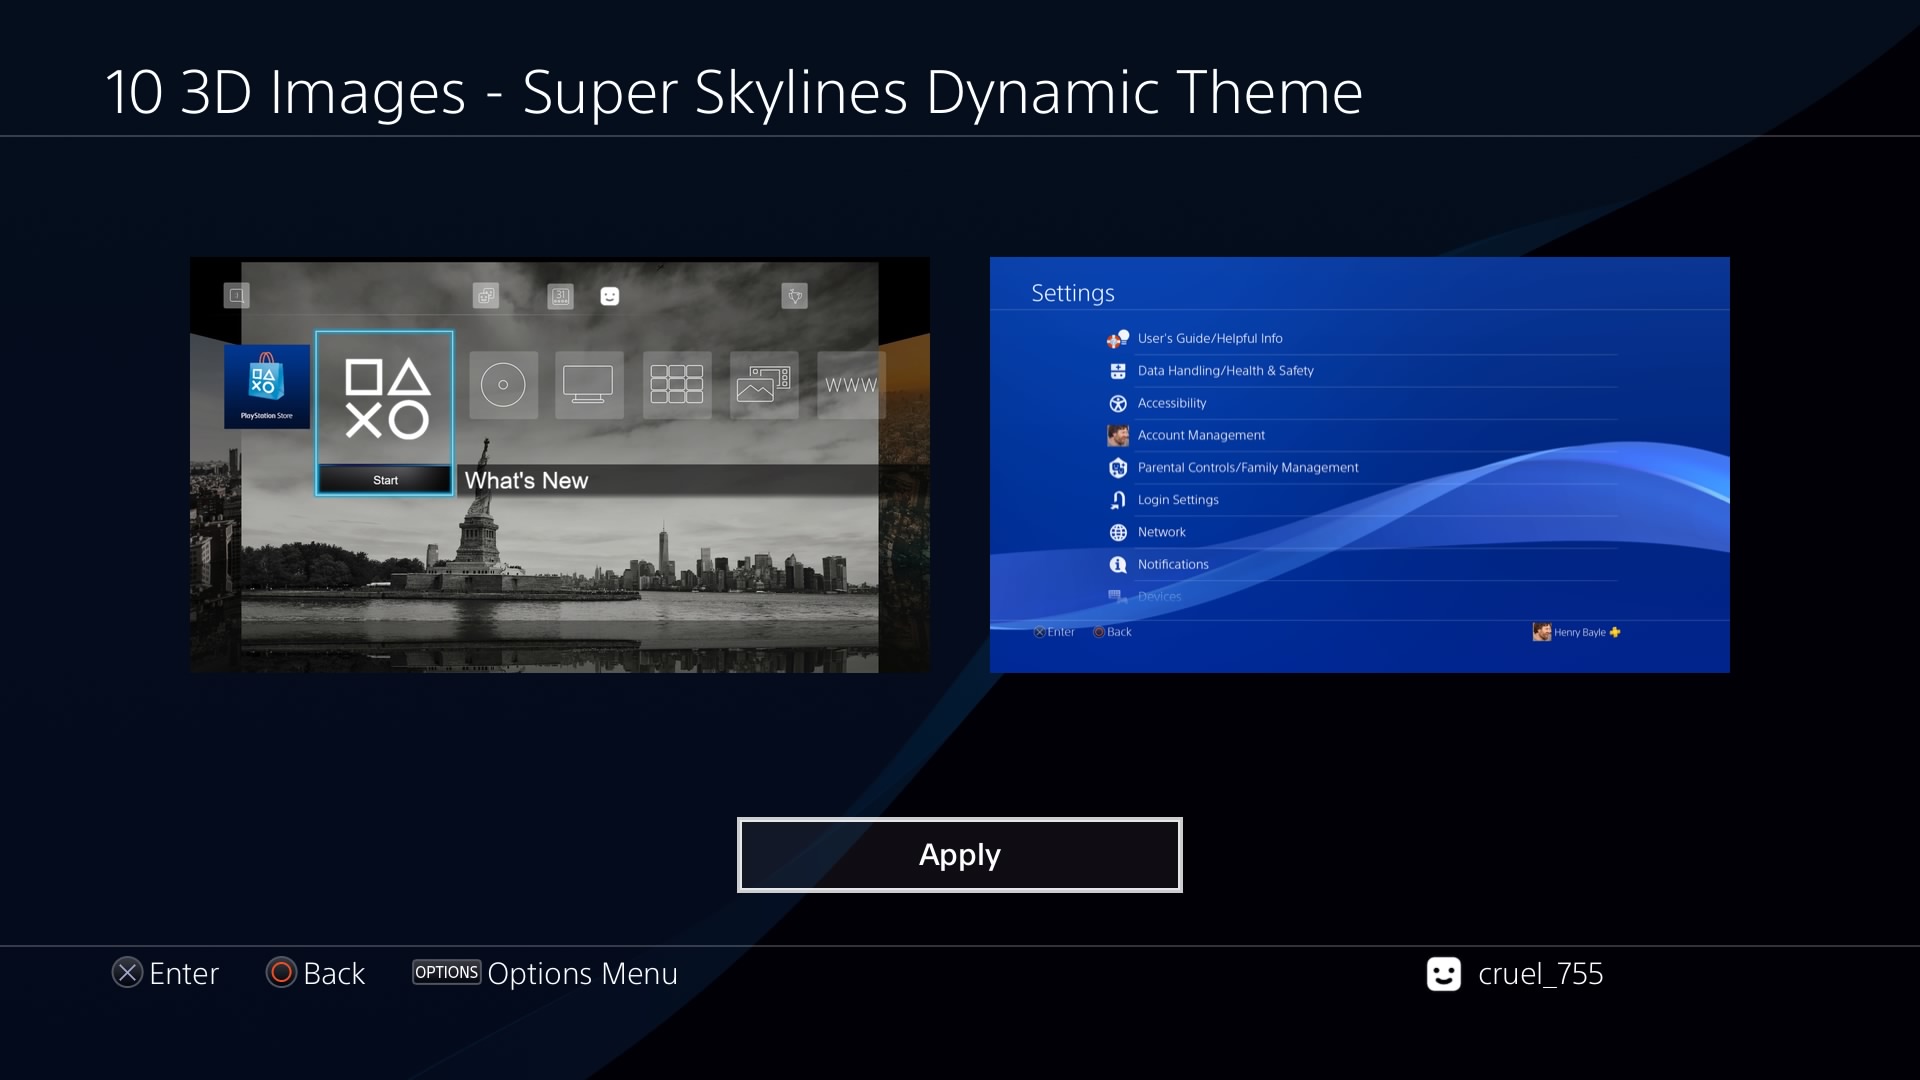 10 3D Images - Super Skylines Dynamic Theme
PlayStation Store
WWW
31
Start
What's New
Settings
User's Guide/Helpful Info
Data Handling/Health & Safety
Accessibility
Account Management
Parental Controls/Family Management
Login Settings
Network
Notifications
Devices
Enter
Back
Henry Bayle
Apply
Enter
Back
OPTIONS Options Menu
cruel_755